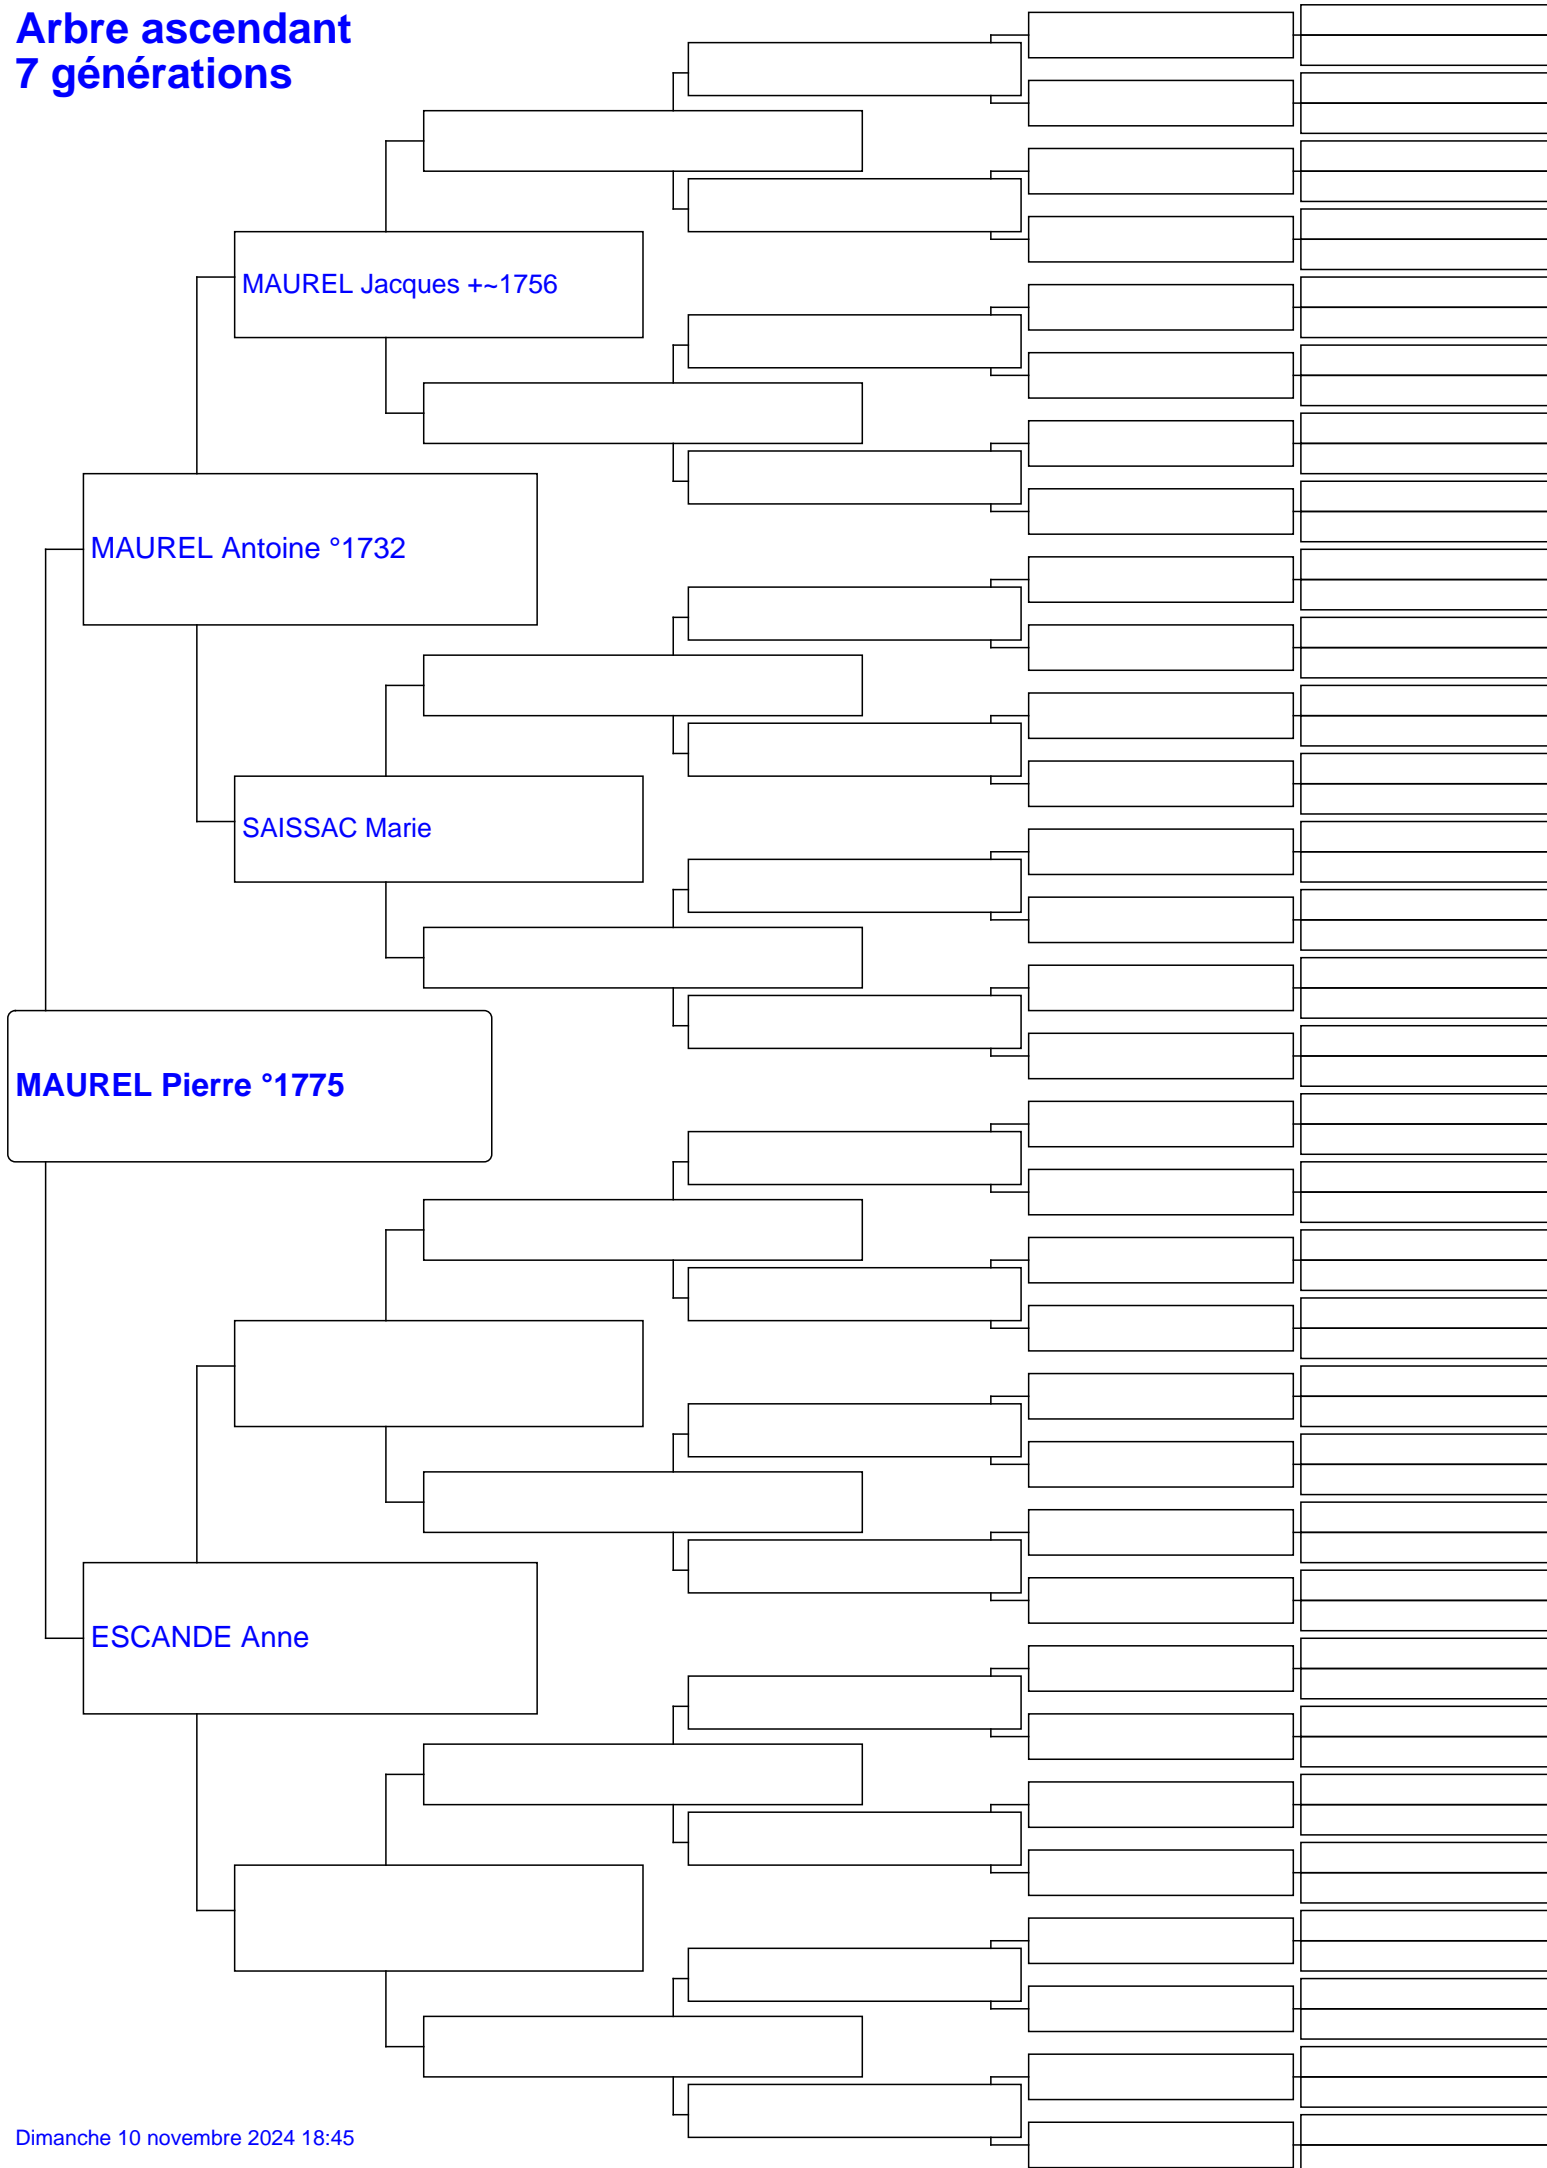 Arbre ascendant
7 générations
MAUREL Jacques +~1756
MAUREL Antoine °1732
SAISSAC Marie
MAUREL Pierre °1775
ESCANDE Anne
Dimanche 10 novembre 2024 18:45